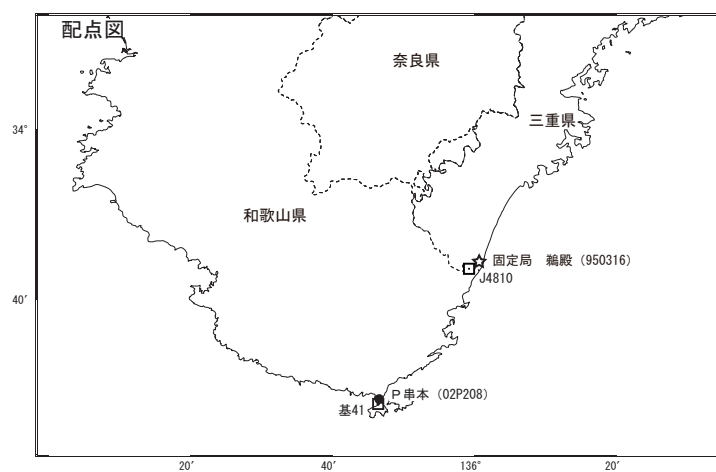 配点図
奈良県
34°
三重県
和歌山県
固定局　鵜殿（950316）
J4810
40′
Ｐ串本（02P208）
基41
20′
40′
136°
20′